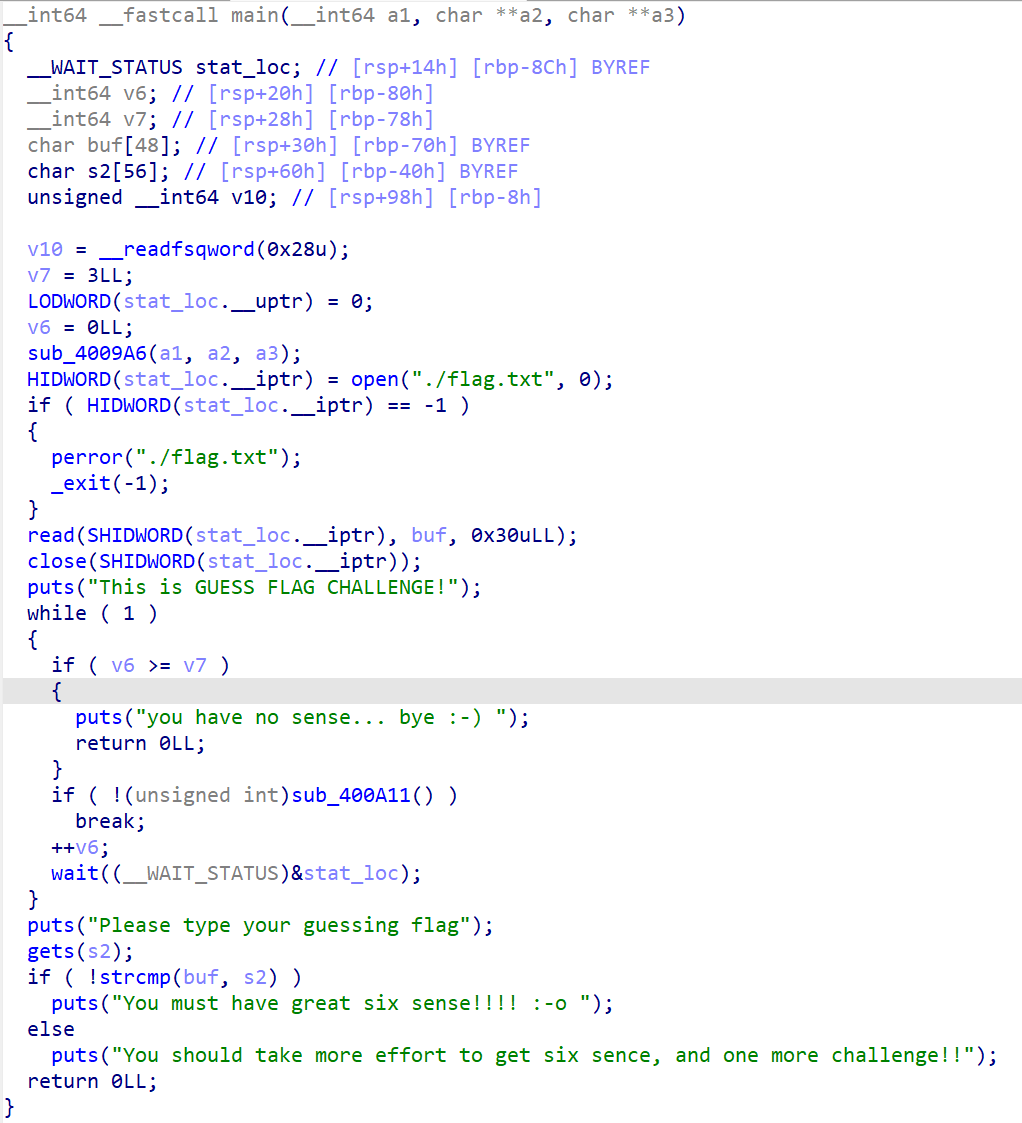 __int64 __fastcall main(__int64 a1, char **a2, char **a3)
{
  __WAIT_STATUS stat_loc; // [rsp+14h] [rbp-8Ch] BYREF
  __int64 v6; // [rsp+20h] [rbp-80h]
  __int64 v7; // [rsp+28h] [rbp-78h]
  char buf[48]; // [rsp+30h] [rbp-70h] BYREF
  char s2[56]; // [rsp+60h] [rbp-40h] BYREF
  unsigned __int64 v10; // [rsp+98h] [rbp-8h]

  v10 = __readfsqword(0x28u);
  v7 = 3LL;
  LODWORD(stat_loc.__uptr) = 0;
  v6 = 0LL;
  sub_4009A6(a1, a2, a3);
  HIDWORD(stat_loc.__iptr) = open("./flag.txt", 0);
  if ( HIDWORD(stat_loc.__iptr) == -1 )
  {
    perror("./flag.txt");
    _exit(-1);
  }
  read(SHIDWORD(stat_loc.__iptr), buf, 0x30uLL);
  close(SHIDWORD(stat_loc.__iptr));
  puts("This is GUESS FLAG CHALLENGE!");
  while ( 1 )
  {
    if ( v6 >= v7 )
    {
      puts("you have no sense... bye :-) ");
      return 0LL;
    }
    if ( !(unsigned int)sub_400A11() )
      break;
    ++v6;
    wait((__WAIT_STATUS)&stat_loc);
  }
  puts("Please type your guessing flag");
  gets(s2);
  if ( !strcmp(buf, s2) )
    puts("You must have great six sense!!!! :-o ");
  else
    puts("You should take more effort to get six sence, and one more challenge!!");
  return 0LL;
}